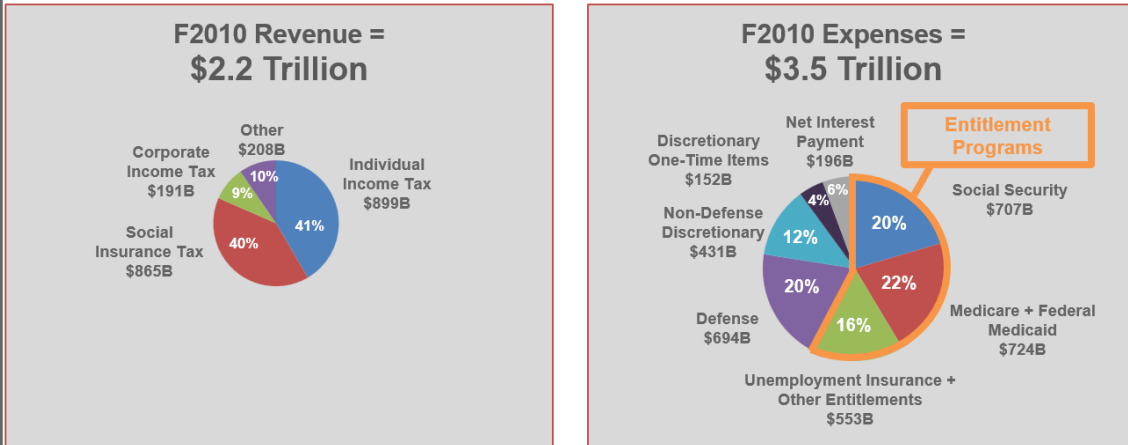 F2010 Revenue =
$2.2 Trillion
Other
$208B
Corporate
Income Tax
$191B
Individual
Income Tax
$899B
Social
Insurance Tax
$865B
10%
9%
41%
40%
F2010 Expenses =
$3.5 Trillion
Entitlement
Programs
Net Interest
Payment
$196B
Discretionary
One-Time Items
$152B
Social Security
$707B
Non-Defense
Discretionary
$431B
Defense
$694B
Medicare + Federal
Medicaid
$724B
Unemployment Insurance +
Other Entitlements
$553B
6%
4%
20%
12%
22%
20%
16%